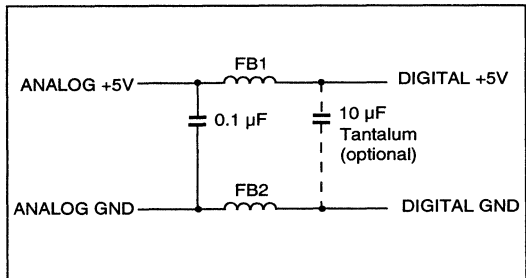 FB1
ANALOG +5V
DIGITAL +5V
0.1 µF
10 µF
Tantalum
(optional)
FB2
ANALOG GND
DIGITAL GND